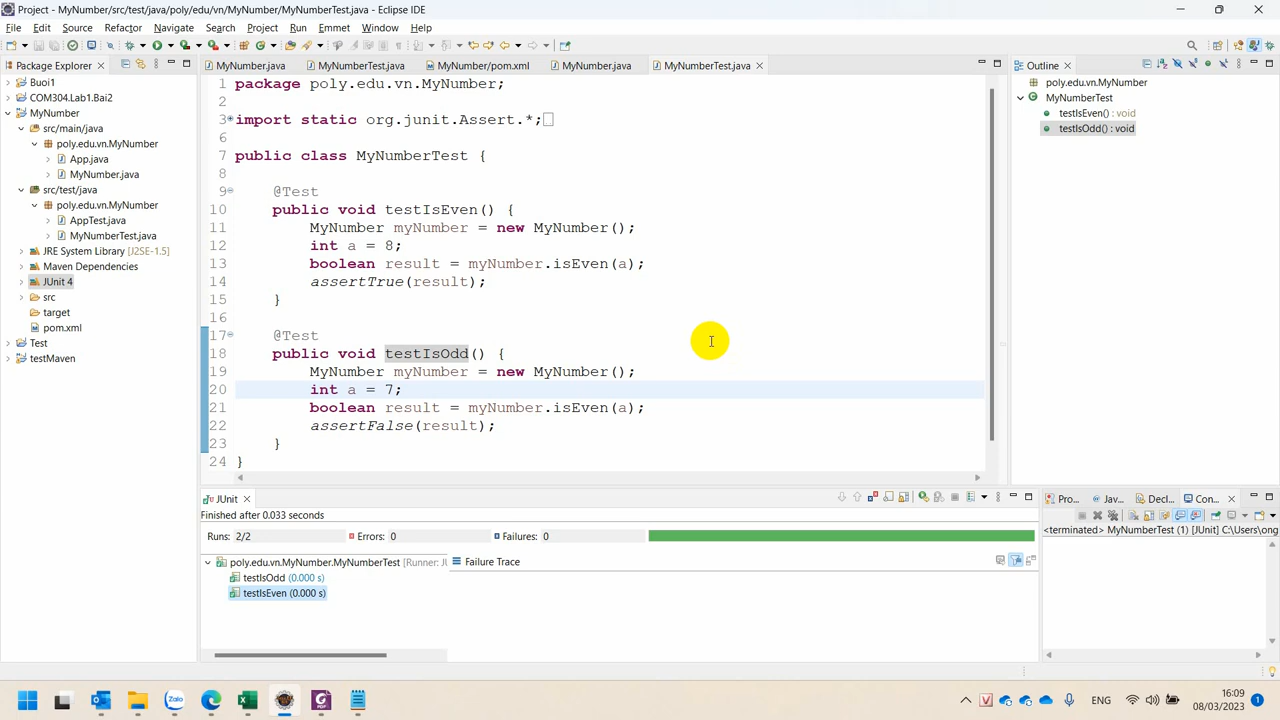 Project - MyNumber/src/test/java/poly/edu/vn/MyNumber/MyNumberTest.java - Eclipse IDE
File Edit Source Refactor Navigate Search Project Run Emmet Window Help
Package Explorer
Buoi1
COM304.Lab1.Bai2
MyNumber
src/main/java
poly.edu.vn.MyNumber
App.java
MyNumber.java
src/test/java
poly.edu.vn.MyNumber
AppTest.java
MyNumberTest.java
JRE System Library [J2SE-1.5]
Maven Dependencies
JUnit 4
src
target
pom.xml
Test
testMaven
MyNumber.java MyNumberTest.java MyNumber/pom.xml MyNumber.java MyNumberTest.java
1 package poly.edu.vn.MyNumber;
2
3 import static org.junit.Assert.*;
6
7 public class MyNumberTest {
8
9 @Test
10 public void testIsEven() {
11 MyNumber myNumber = new MyNumber();
12 int a = 8;
13 boolean result = myNumber.isEven(a);
14 assertTrue(result);
15 }
16
17 @Test
18 public void testIsOdd() {
19 MyNumber myNumber = new MyNumber();
20 int a = 7;
21 boolean result = myNumber.isEven(a);
22 assertFalse(result);
23 }
24 }
Outline
poly.edu.vn.MyNumber
MyNumberTest
testIsEven() : void
testIsOdd() : void
JUnit
Finished after 0.033 seconds
Runs: 2/2 Errors: 0 Failures: 0
poly.edu.vn.MyNumber.MyNumberTest [Runner: JU
testIsOdd (0.000 s)
testIsEven (0.000 s)
Failure Trace
Pro... Jav... Decl... Con...
<terminated> MyNumberTest (1) [JUnit] C:\Users\ong
Zalo
ENG
16:09
08/03/2023